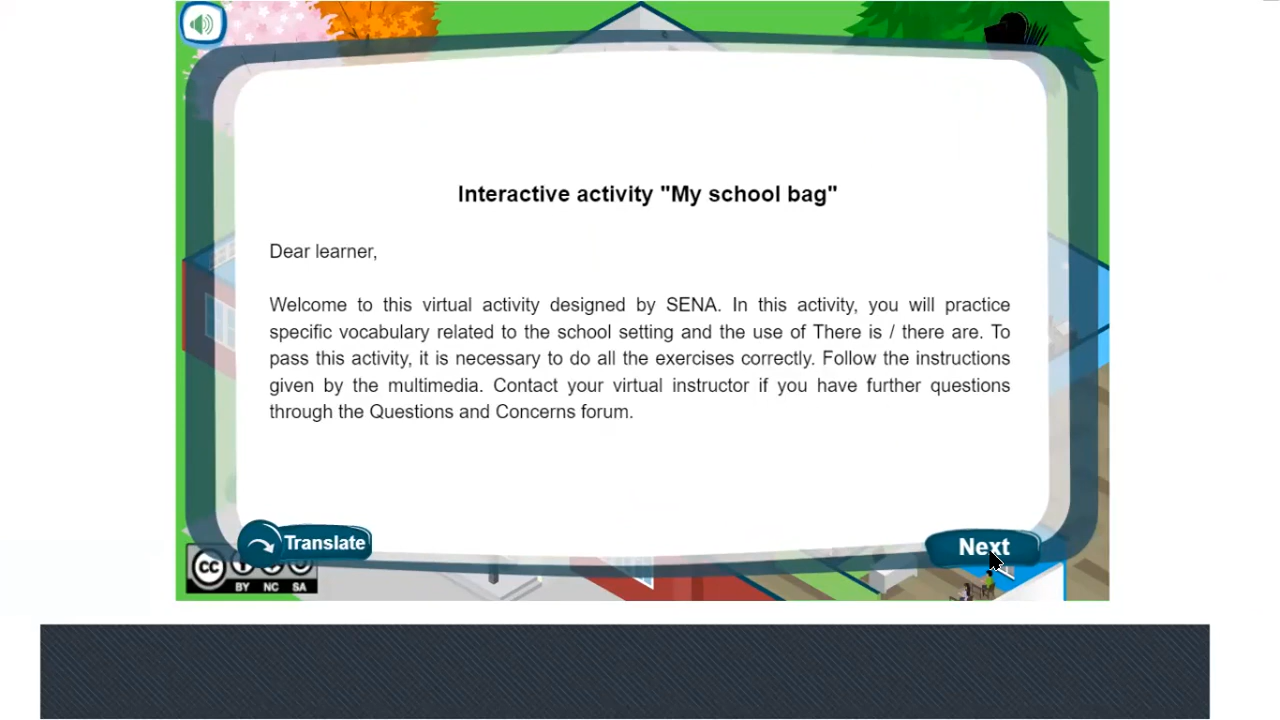 Interactive activity "My school bag"
Dear learner,
Welcome to this virtual activity designed by SENA. In this activity, you will practice
specific vocabulary related to the school setting and the use of There is / there are. To
pass this activity, it is necessary to do all the exercises correctly. Follow the instructions
given by the multimedia. Contact your virtual instructor if you have further questions
through the Questions and Concerns forum.
Translate
Next
CC
BY NC SA